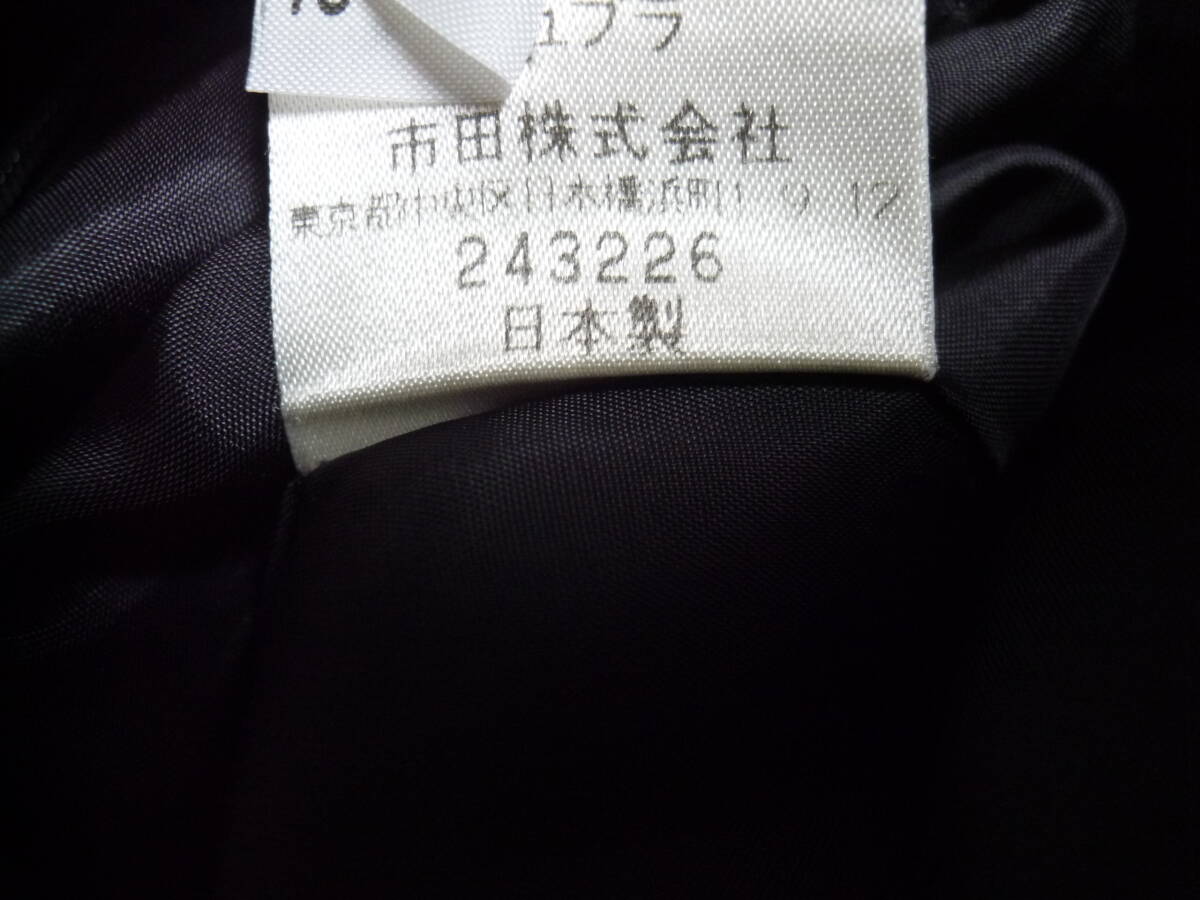 ュプラ
市田株式会社
東京都中央区日本橋浜町1 9 12
243226
日本製